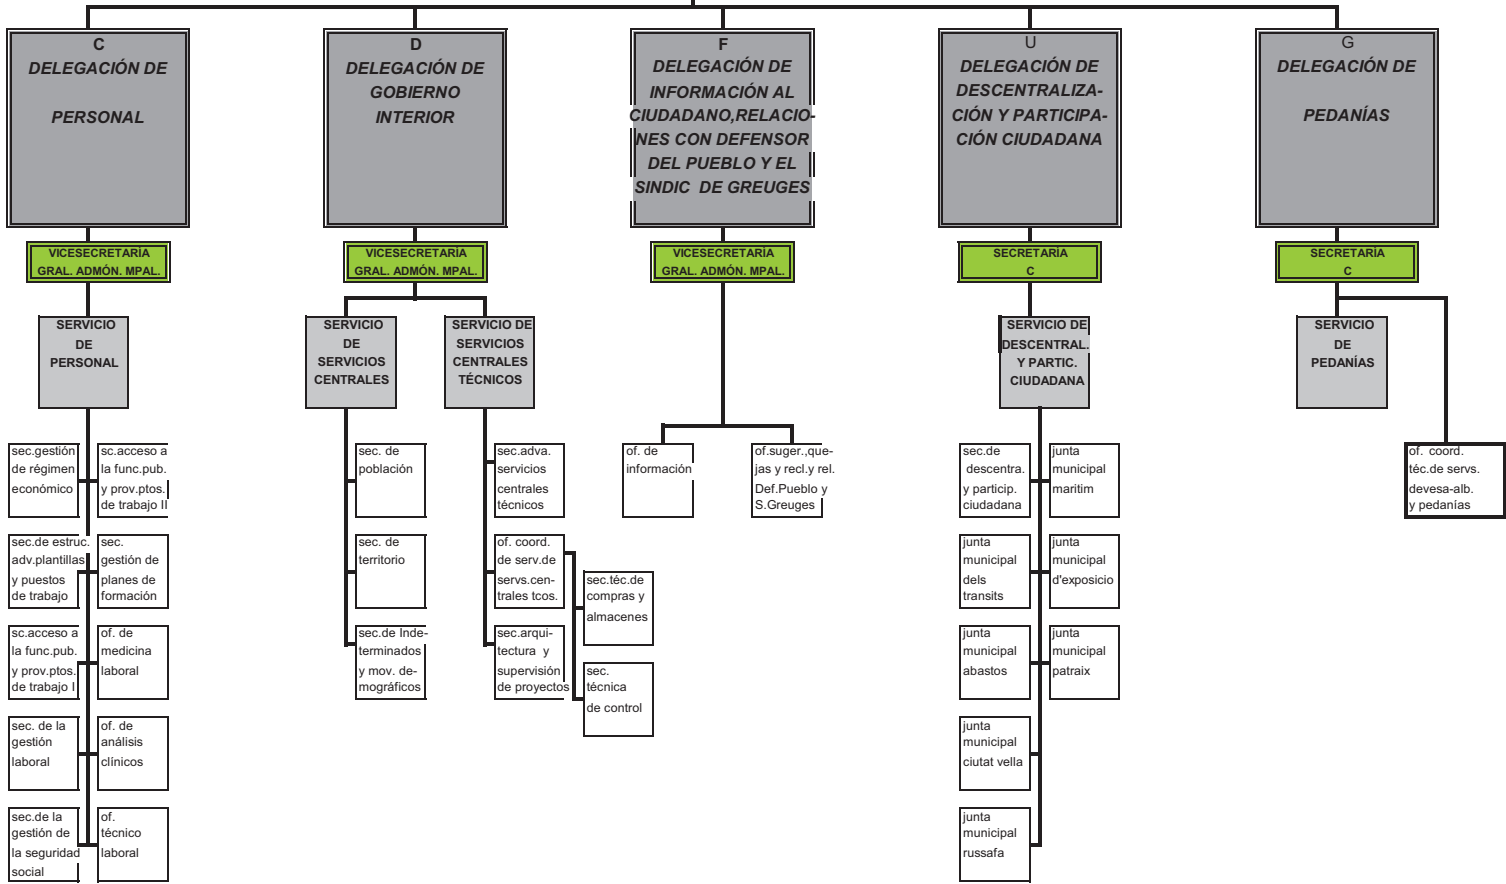 C
DELEGACIÓN DE
PERSONAL
VICESECRETARÍA
GRAL. ADMÓN. MPAL.
SERVICIO
DE
PERSONAL
sec.gestión
de régimen
económico
sc.acceso a
la func.pub.
y prov.ptos.
de trabajo II
sec.de estruc.
adv.plantillas
y puestos
de trabajo
sec.
gestión de
planes de
formación
sc.acceso a
la func.pub.
y prov.ptos.
de trabajo I
of. de
medicina
laboral
sec. de la
gestión
laboral
of. de
análisis
clínicos
sec.de la
gestión de
la seguridad
social
of.
técnico
laboral
D
DELEGACIÓN DE
GOBIERNO
INTERIOR
VICESECRETARÍA
GRAL. ADMÓN. MPAL.
SERVICIO
DE
SERVICIOS
CENTRALES
SERVICIO DE
SERVICIOS
CENTRALES
TÉCNICOS
sec. de
población
sec. de
territorio
sec.de Inde-
terminados
y mov. de-
mográficos
sec.adva.
servicios
centrales
técnicos
of. coord.
de serv.de
servs.cen-
trales tcos.
sec.arqui-
tectura y
supervisión
de proyectos
sec.téc.de
compras y
almacenes
sec.
técnica
de control
F
DELEGACIÓN DE
INFORMACIÓN AL
CIUDADANO,RELACIO-
NES CON DEFENSOR
DEL PUEBLO Y EL
SINDIC DE GREUGES
VICESECRETARÍA
GRAL. ADMÓN. MPAL.
of. de
información
of.suger.,que-
jas y recl.y rel.
Def.Pueblo y
S.Greuges
U
DELEGACIÓN DE
DESCENTRALIZA-
CIÓN Y PARTICIPA-
CIÓN CIUDADANA
SECRETARÍA
C
SERVICIO DE
DESCENTRAL.
Y PARTIC.
CIUDADANA
sec.de
descentra.
y particip.
ciudadana
junta
municipal
maritim
junta
municipal
dels
transits
junta
municipal
d'exposicio
junta
municipal
abastos
junta
municipal
patraix
junta
municipal
ciutat vella
junta
municipal
russafa
G
DELEGACIÓN DE
PEDANÍAS
SECRETARÍA
C
SERVICIO
DE
PEDANÍAS
of. coord.
téc.de servs.
devesa-alb.
y pedanías